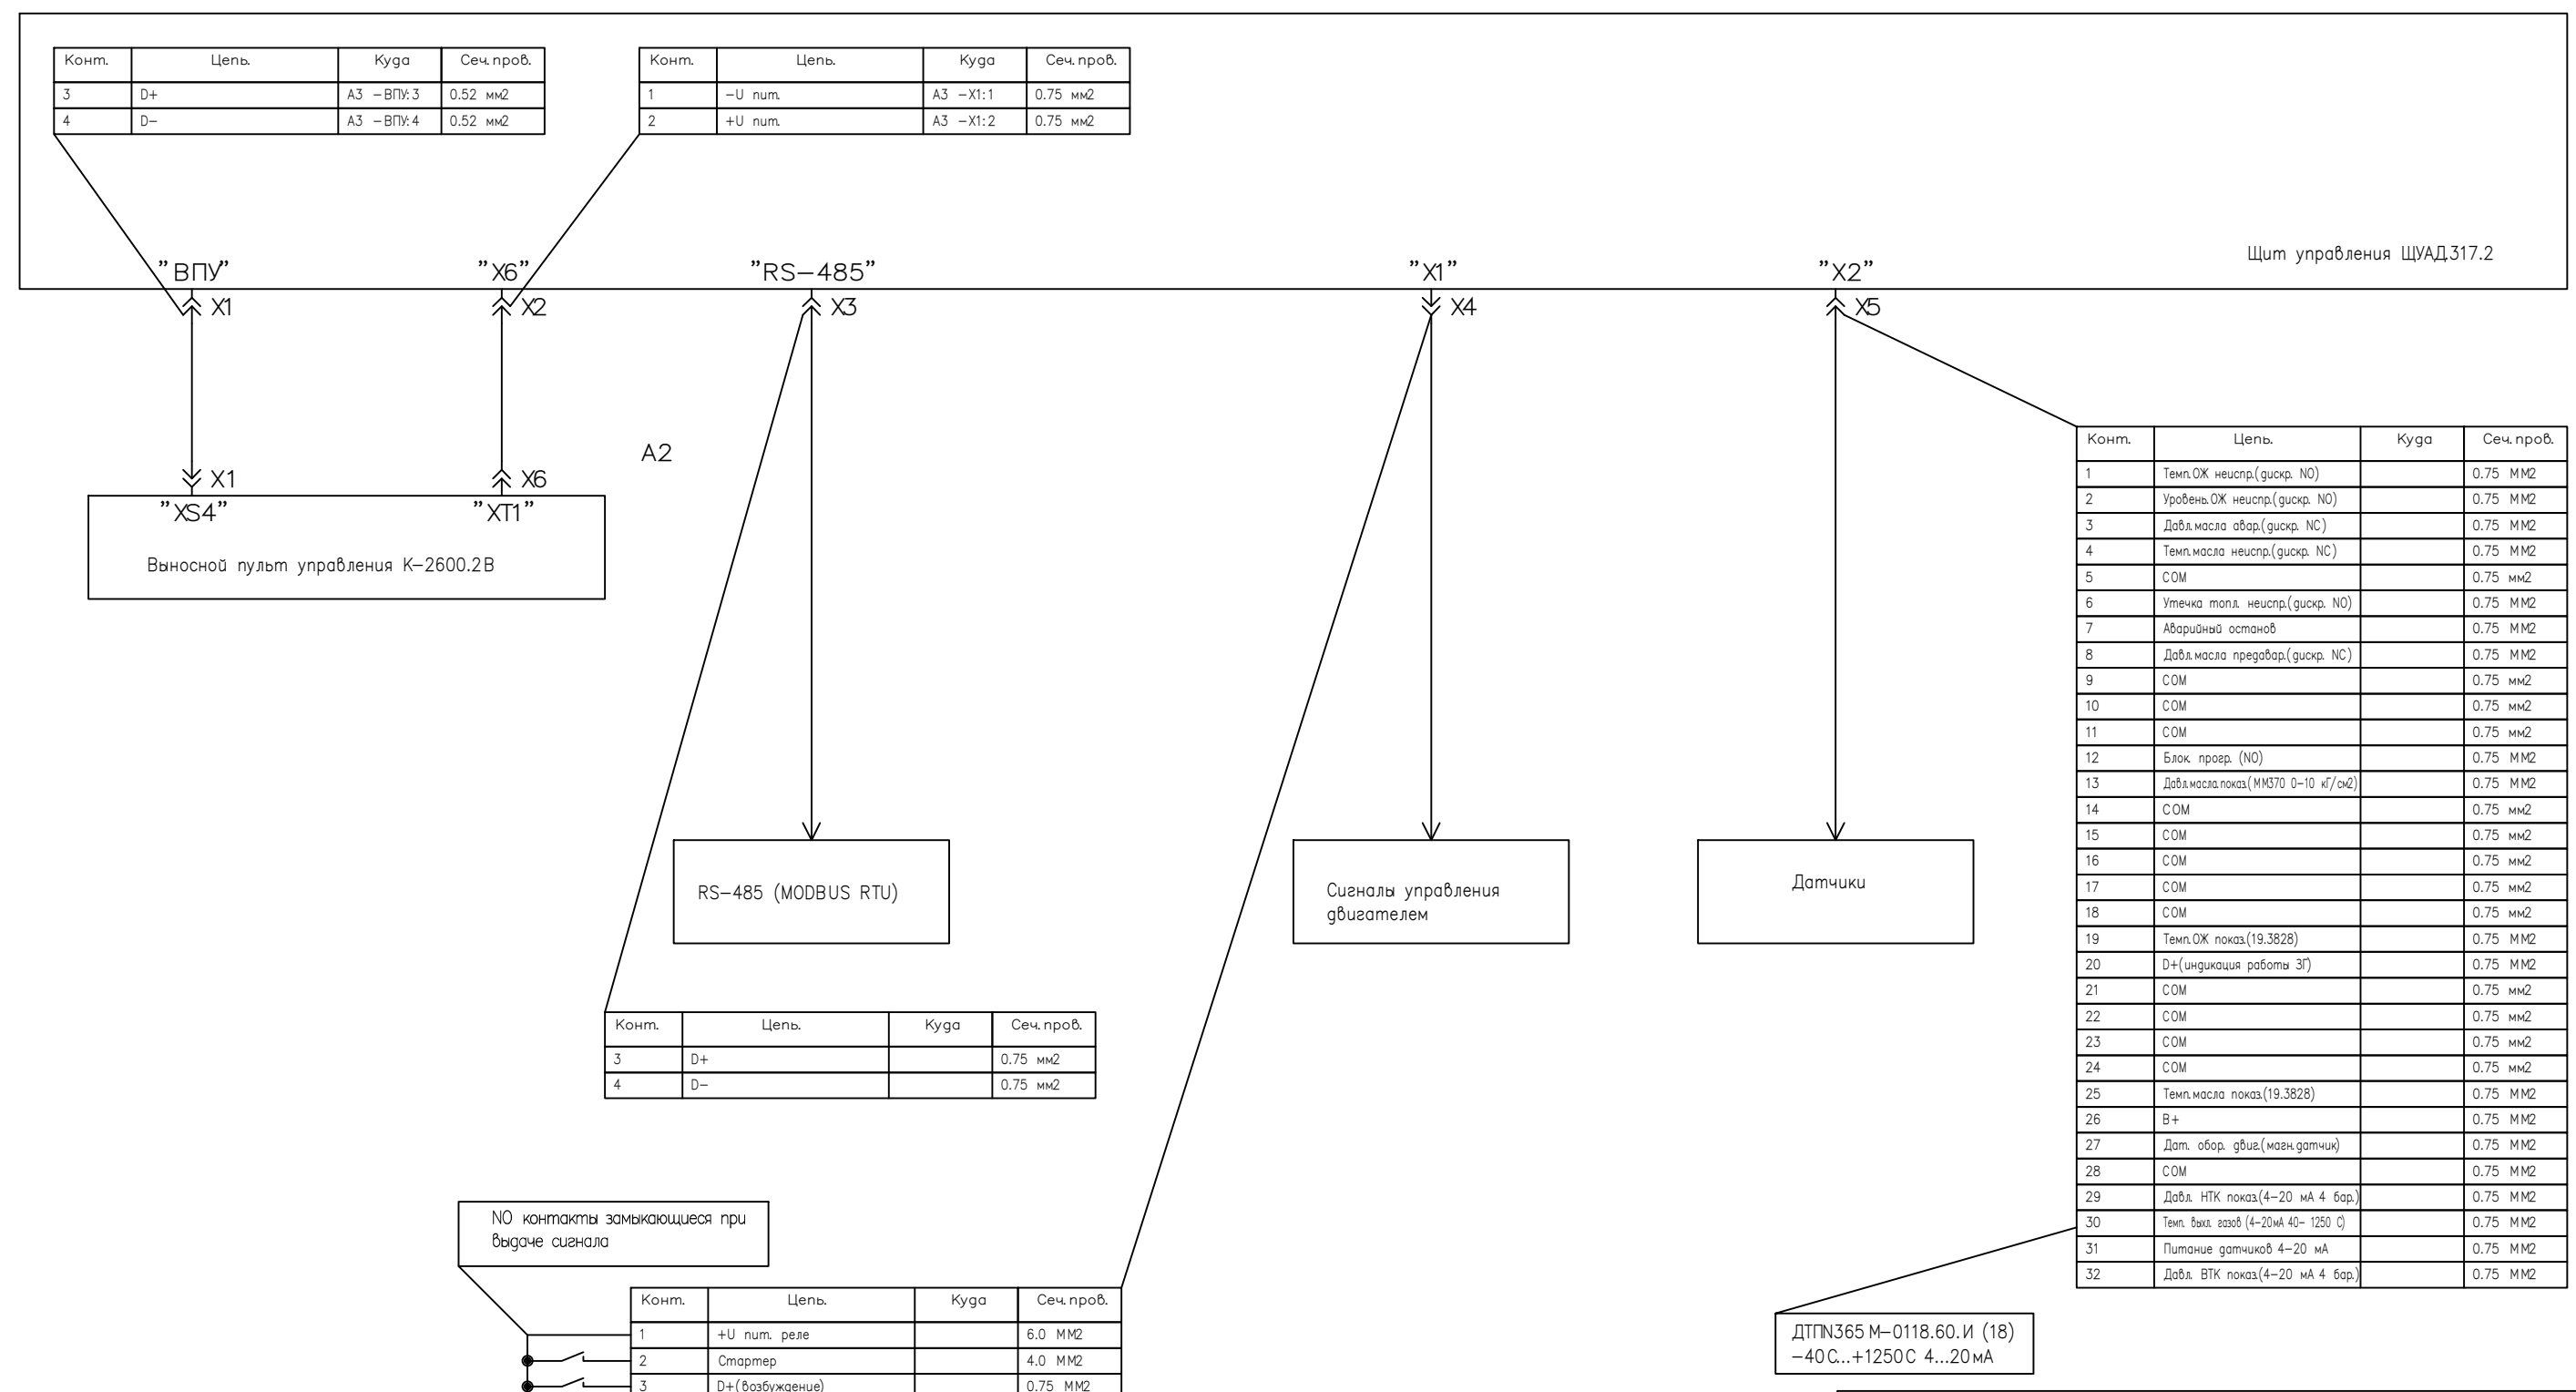 Конт. Цепь. Куда Сеч. пров.
3 D+ А3 -ВПУ:3 0.52 мм2
4 D- А3 -ВПУ:4 0.52 мм2
Конт. Цепь. Куда Сеч. пров.
1 -U пит. А3 -X1:1 0.75 мм2
2 +U пит. А3 -X1:2 0.75 мм2
Щит управления ЩУАД.317.2
"ВПУ" "X6" "RS-485" "X1" "X2"
X1 X2 X3 X4 X5
А2
X1 X6
"XS4" "XT1"
Выносной пульт управления К-2600.2В
Конт. Цепь. Куда Сеч. пров.
1 Темп.ОЖ неиспр.(дискр. NO) 0.75 ММ2
2 Уровень.ОЖ неиспр.(дискр. NO) 0.75 ММ2
3 Давл.масла авар.(дискр. NC) 0.75 ММ2
4 Темп.масла неиспр.(дискр. NC) 0.75 ММ2
5 COM 0.75 мм2
6 Утечка топл. неиспр.(дискр. NO) 0.75 ММ2
7 Аварийный останов 0.75 ММ2
8 Давл.масла предавар.(дискр. NC) 0.75 ММ2
9 COM 0.75 мм2
10 COM 0.75 мм2
11 COM 0.75 мм2
12 Блок. прогр. (NO) 0.75 ММ2
13 Давл.масла.показ.(ММ370 0-10 кГ/см2) 0.75 ММ2
14 COM 0.75 мм2
15 COM 0.75 мм2
16 COM 0.75 мм2
17 COM 0.75 мм2
18 COM 0.75 мм2
19 Темп.ОЖ показ.(19.3828) 0.75 ММ2
20 D+(индикация работы ЗГ) 0.75 ММ2
21 COM 0.75 мм2
22 COM 0.75 мм2
23 COM 0.75 мм2
24 COM 0.75 мм2
25 Темп.масла показ.(19.3828) 0.75 ММ2
26 B+ 0.75 ММ2
27 Дат. обор. двиг.(магн.датчик) 0.75 ММ2
28 COM 0.75 ММ2
29 Давл. НТК показ.(4-20 мА 4 бар.) 0.75 ММ2
30 Темп. выхл. газов (4-20мА 40- 1250 С) 0.75 ММ2
31 Питание датчиков 4-20 мА 0.75 ММ2
32 Давл. ВТК показ.(4-20 мА 4 бар.) 0.75 ММ2
RS-485 (MODBUS RTU)
Сигналы управления
двигателем
Датчики
Конт. Цепь. Куда Сеч. пров.
3 D+ 0.75 мм2
4 D- 0.75 мм2
NO контакты замыкающиеся при
выдаче сигнала
Конт. Цепь. Куда Сеч. пров.
1 +U пит. реле 6.0 ММ2
2 Стартер 4.0 ММ2
3 D+(возбуждение) 0.75 ММ2
ДТПN365 М-0118.60.И (18)
-40С...+1250С 4...20мА